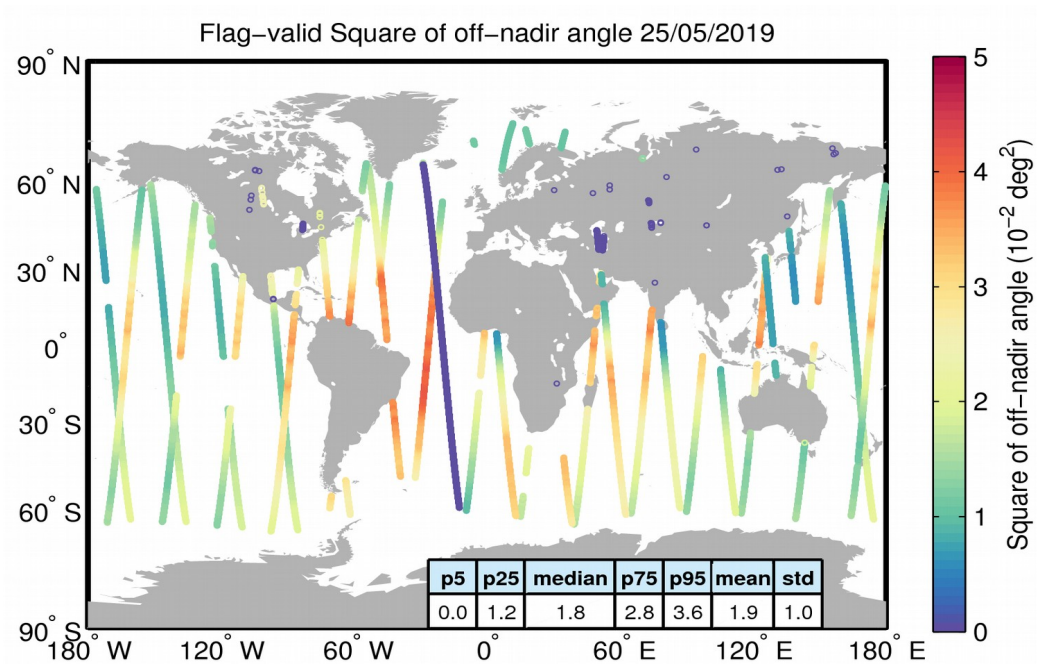 Flag-valid Square of off-nadir angle 25/05/2019
90° N
60° N
30° N
0°
30° S
60° S
90° S
180° W
120° W
60° W
0°
60° E
120° E
180° E
p5 p25 median p75 p95 mean std
0.0 1.2 1.8 2.8 3.6 1.9 1.0
5
4
3
2
1
0
Square of off-nadir angle (10⁻² deg²)